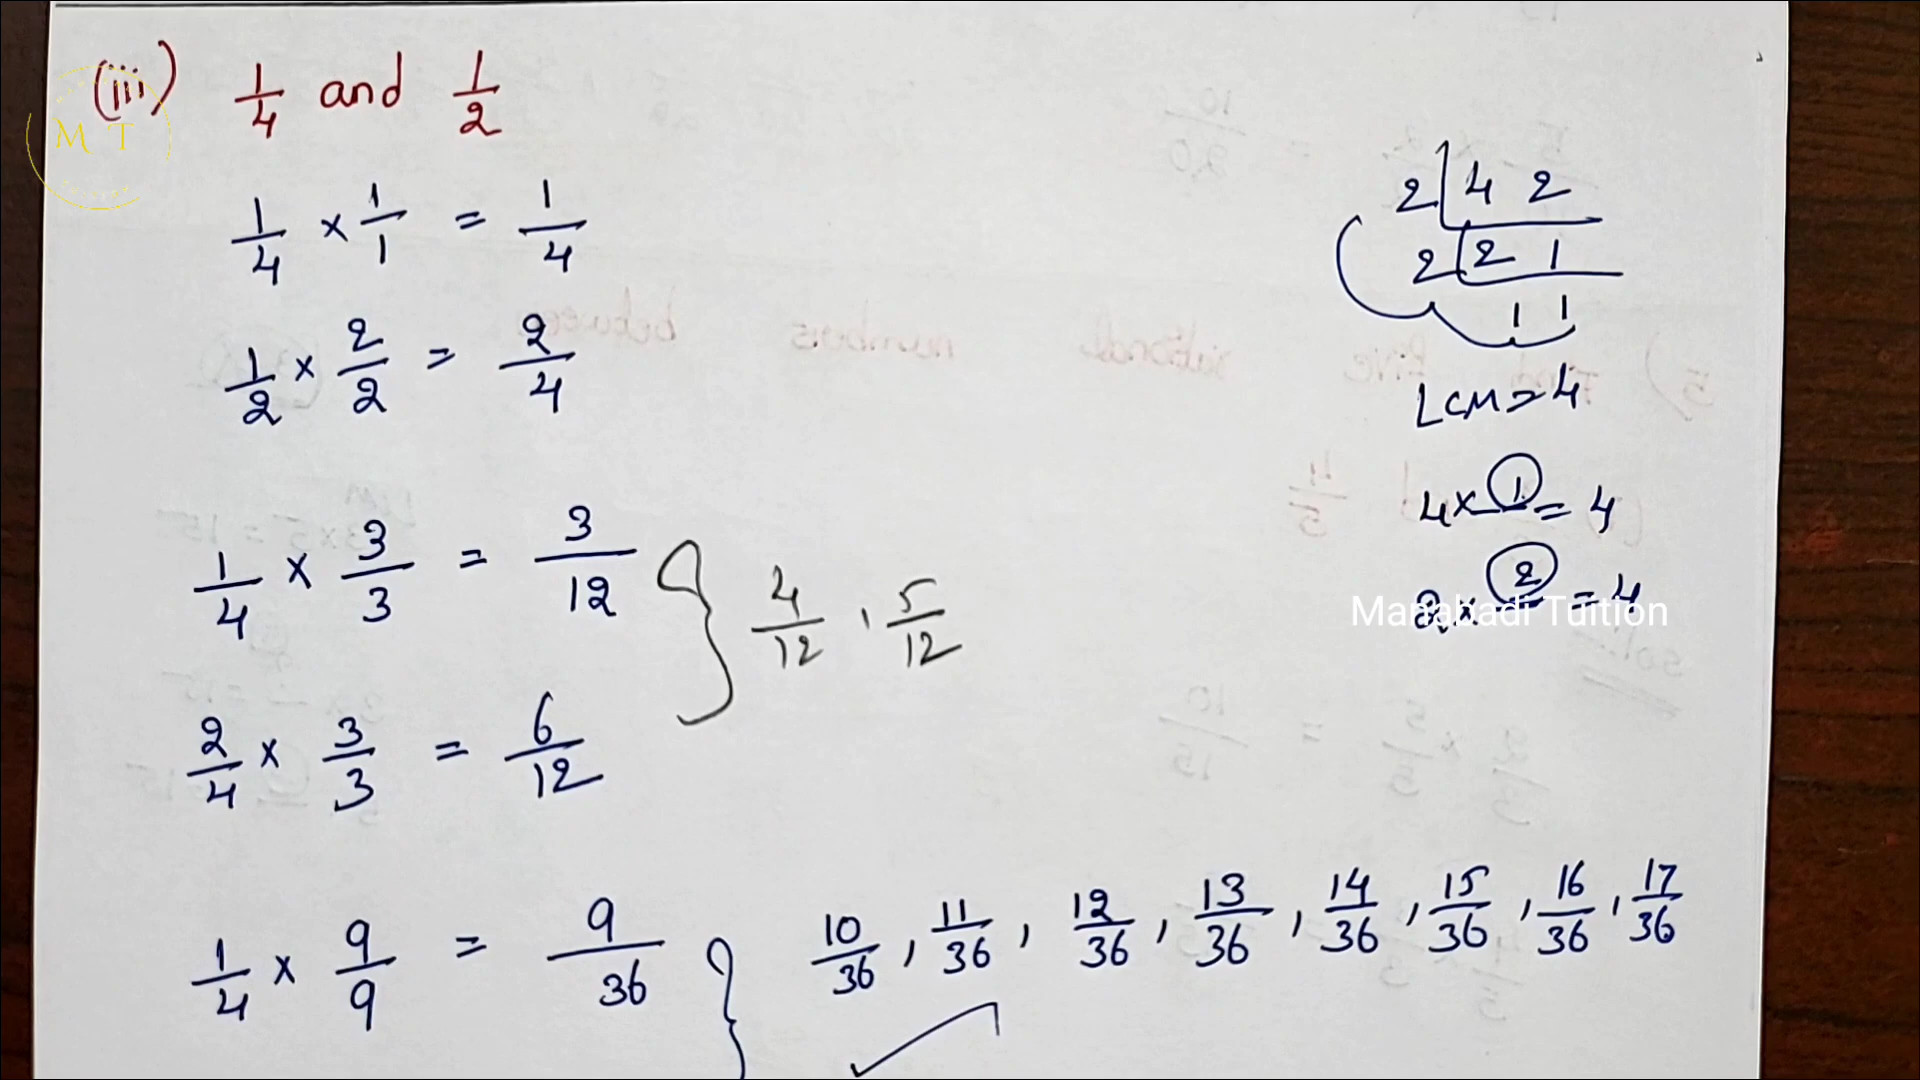 (iii) 1/4 and 1/2
M T
1/4 × 1/1 = 1/4
1/2 × 2/2 = 2/4
1/4 × 3/3 = 3/12
4/12 , 5/12
2/4 × 3/3 = 6/12
1/4 × 9/9 = 9/36
10/36 , 11/36 , 12/36 , 13/36 , 14/36 , 15/36 , 16/36 , 17/36
2 | 4 2
2 | 2 1
1 1
LCM = 4
4 × 1 = 4
2 × 2 = 4
Manabadi Tuition